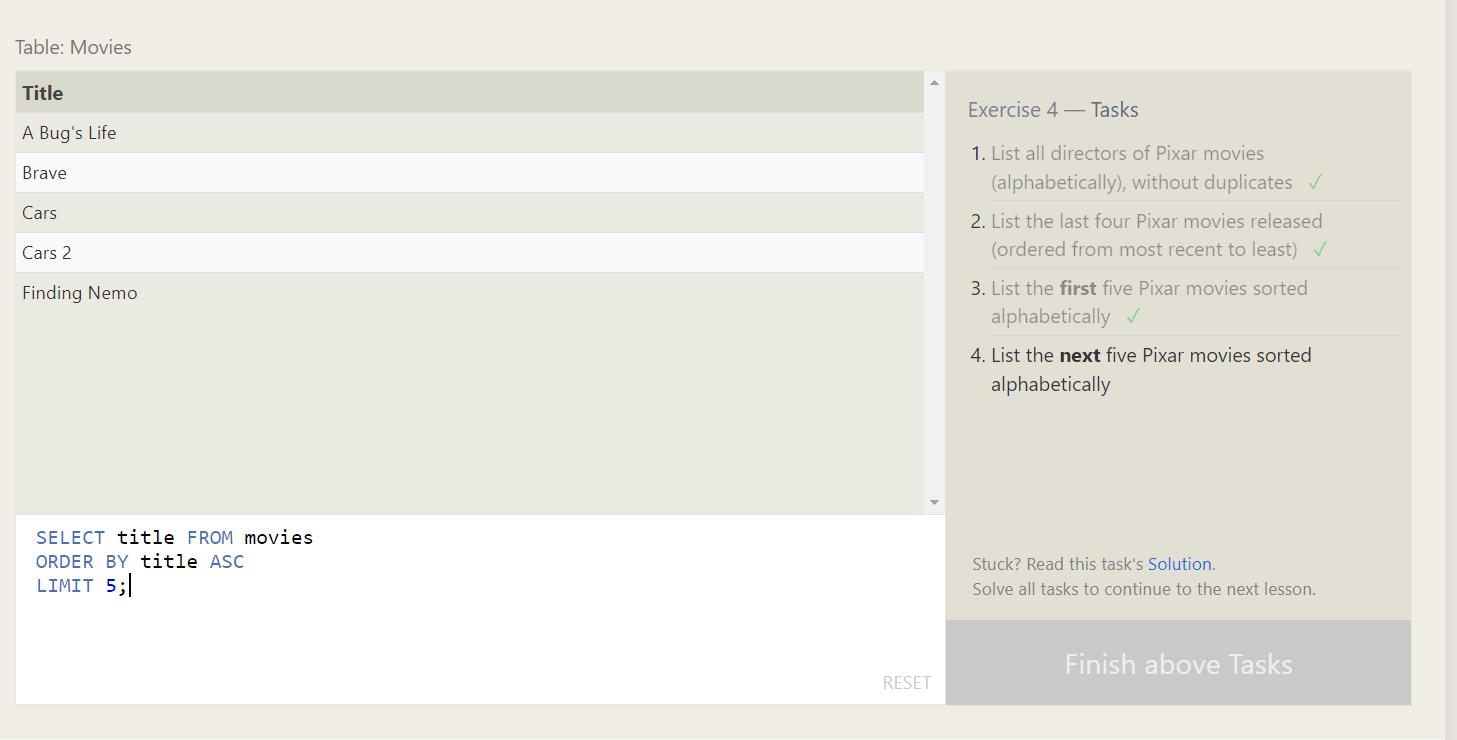 Table: Movies
Title
A Bug's Life
Brave
Cars
Cars 2
Finding Nemo
SELECT title FROM movies
ORDER BY title ASC
LIMIT 5;
RESET
Exercise 4 — Tasks
1. List all directors of Pixar movies
(alphabetically), without duplicates ✓
2. List the last four Pixar movies released
(ordered from most recent to least) ✓
3. List the first five Pixar movies sorted
alphabetically ✓
4. List the next five Pixar movies sorted
alphabetically
Stuck? Read this task's Solution.
Solve all tasks to continue to the next lesson.
Finish above Tasks